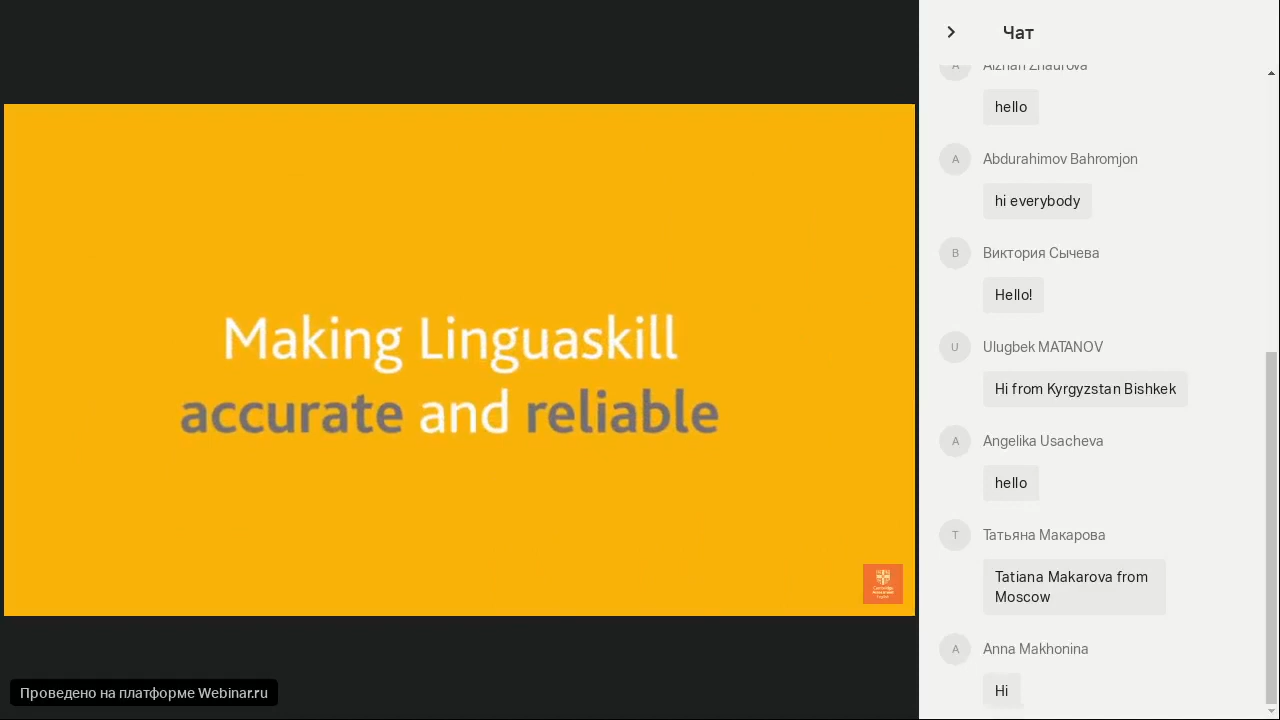 Making Linguaskill
accurate and reliable
Проведено на платформе Webinar.ru
Чат
A
Aizhan Zhaurova
hello
A
Abdurahimov Bahromjon
hi everybody
В
Виктория Сычева
Hello!
U
Ulugbek MATANOV
Hi from Kyrgyzstan Bishkek
A
Angelika Usacheva
hello
Т
Татьяна Макарова
Tatiana Makarova from
Moscow
A
Anna Makhonina
Hi